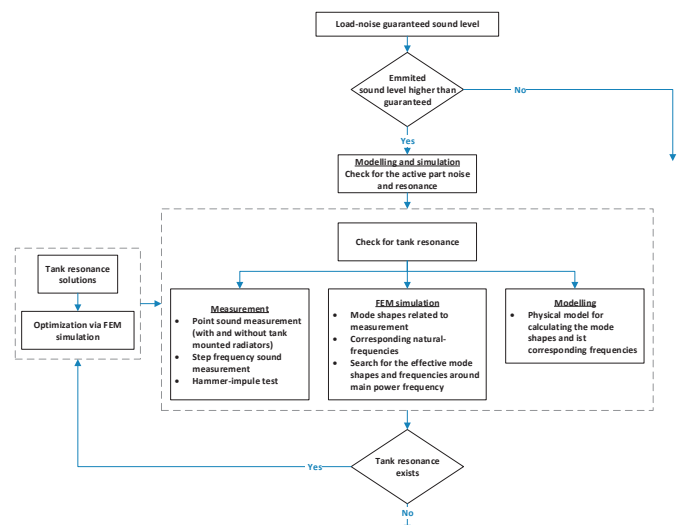 Load-noise guaranteed sound level
Emmited
sound level higher than
guaranteed
No
Yes
Modelling and simulation
Check for the active part noise
and resonance
Check for tank resonance
Tank resonance
solutions
Optimization via FEM
simulation
Measurement
• Point sound measurement
(with and without tank
mounted radiators)
• Step frequency sound
measurement
• Hammer-impule test
FEM simulation
• Mode shapes related to
measurement
• Corresponding natural-
frequencies
• Search for the effective mode
shapes and frequencies around
main power frequency
Modelling
• Physical model for
calculating the mode
shapes and ist
corresponding frequencies
Tank resonance
exists
Yes
No